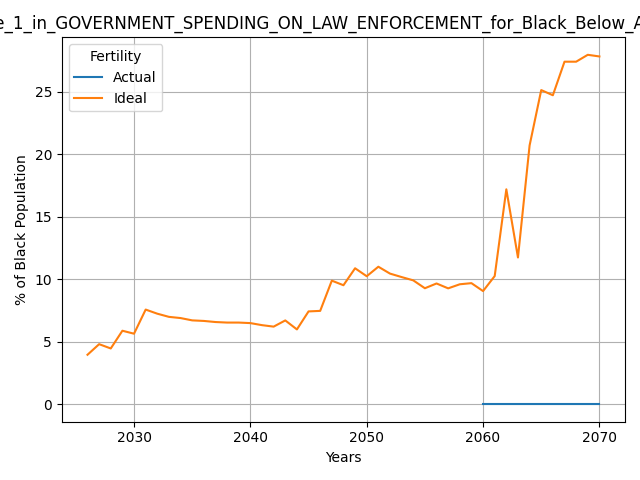 e_1_in_GOVERNMENT_SPENDING_ON_LAW_ENFORCEMENT_for_Black_Below_A
Fertility
Actual
Ideal
% of Black Population
25
20
15
10
5
0
2030 2040 2050 2060 2070
Years